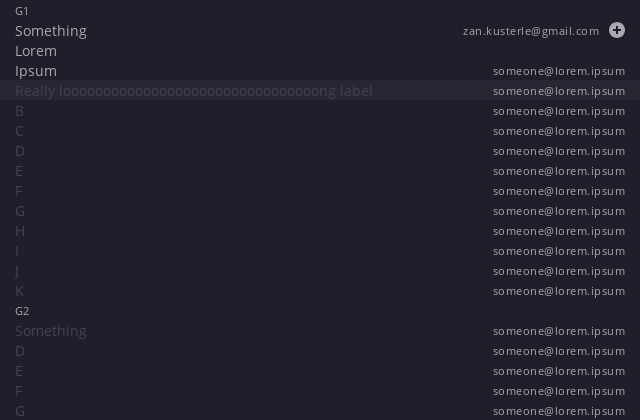 G1
Something zan.kusterle@gmail.com
Lorem
Ipsum someone@lorem.ipsum
Really loooooooooooooooooooooooooooooooong label someone@lorem.ipsum
B someone@lorem.ipsum
C someone@lorem.ipsum
D someone@lorem.ipsum
E someone@lorem.ipsum
F someone@lorem.ipsum
G someone@lorem.ipsum
H someone@lorem.ipsum
I someone@lorem.ipsum
J someone@lorem.ipsum
K someone@lorem.ipsum
G2
Something someone@lorem.ipsum
D someone@lorem.ipsum
E someone@lorem.ipsum
F someone@lorem.ipsum
G someone@lorem.ipsum